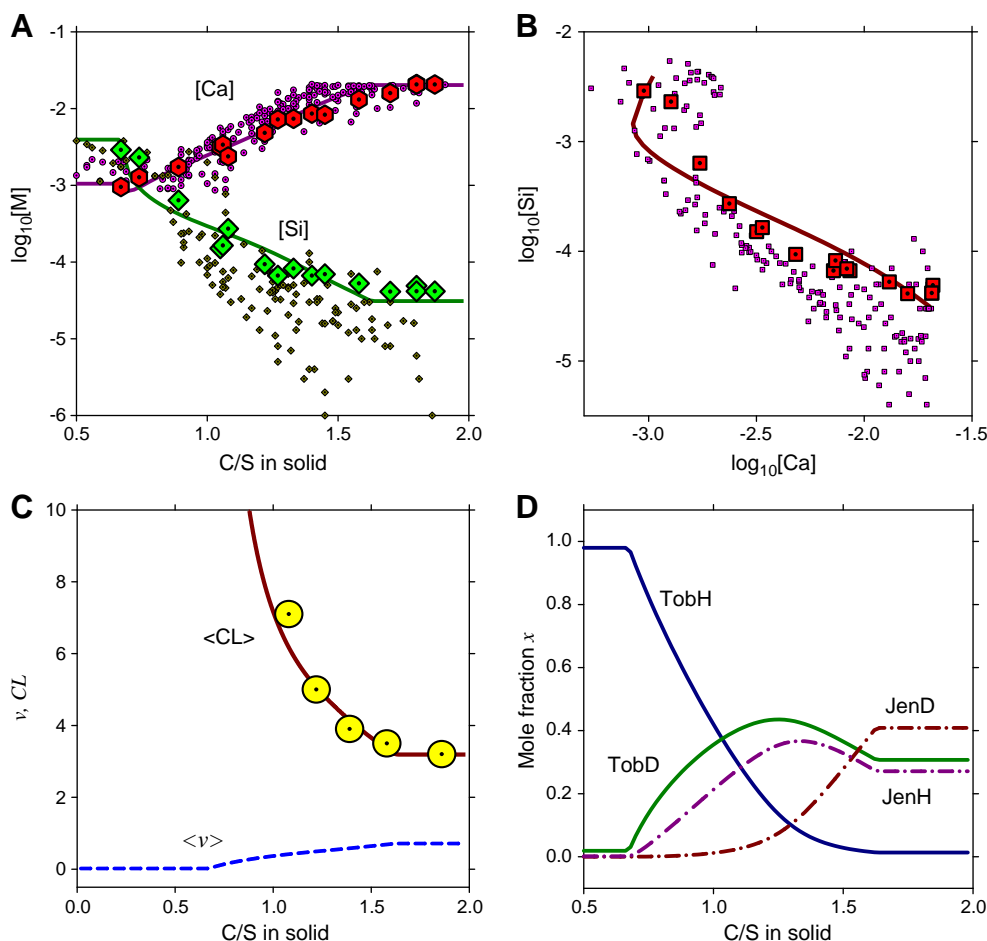 A
B
-1
-2
-3
-4
-5
-6
log10[M]
[Ca]
[Si]
0.5 1.0 1.5 2.0
C/S in solid
-2
-3
-4
-5
log10[Si]
-3.0 -2.5 -2.0 -1.5
log10[Ca]
C
D
10
8
6
4
2
0
v, CL
<CL>
<v>
0.0 0.5 1.0 1.5 2.0
C/S in solid
1.0
0.8
0.6
0.4
0.2
0.0
Mole fraction x
TobH
TobD
JenD
JenH
0.5 1.0 1.5 2.0
C/S in solid